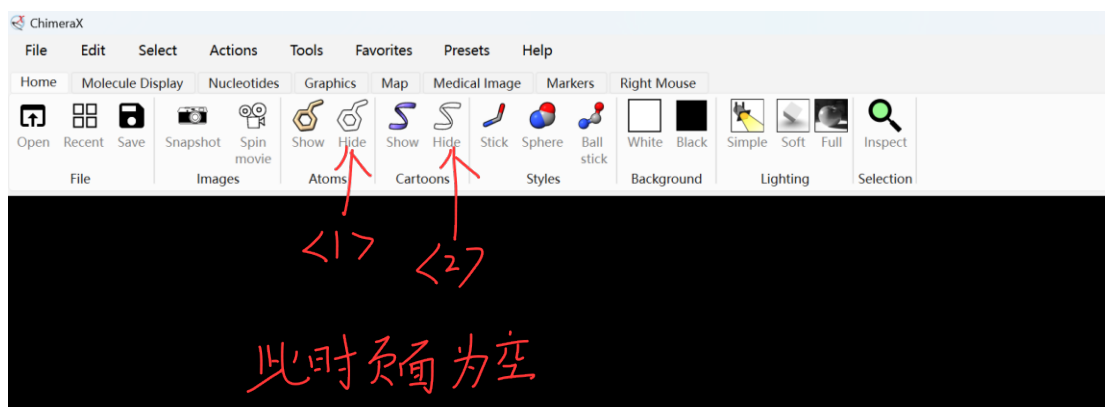 ChimeraX
File Edit Select Actions Tools Favorites Presets Help
Home Molecule Display Nucleotides Graphics Map Medical Image Markers Right Mouse
Open Recent Save Snapshot Spin movie Show Hide Show Hide Stick Sphere Ball stick White Black Simple Soft Full Inspect
File Images Atoms Cartoons Styles Background Lighting Selection
<1>
<2>
此时页面为空